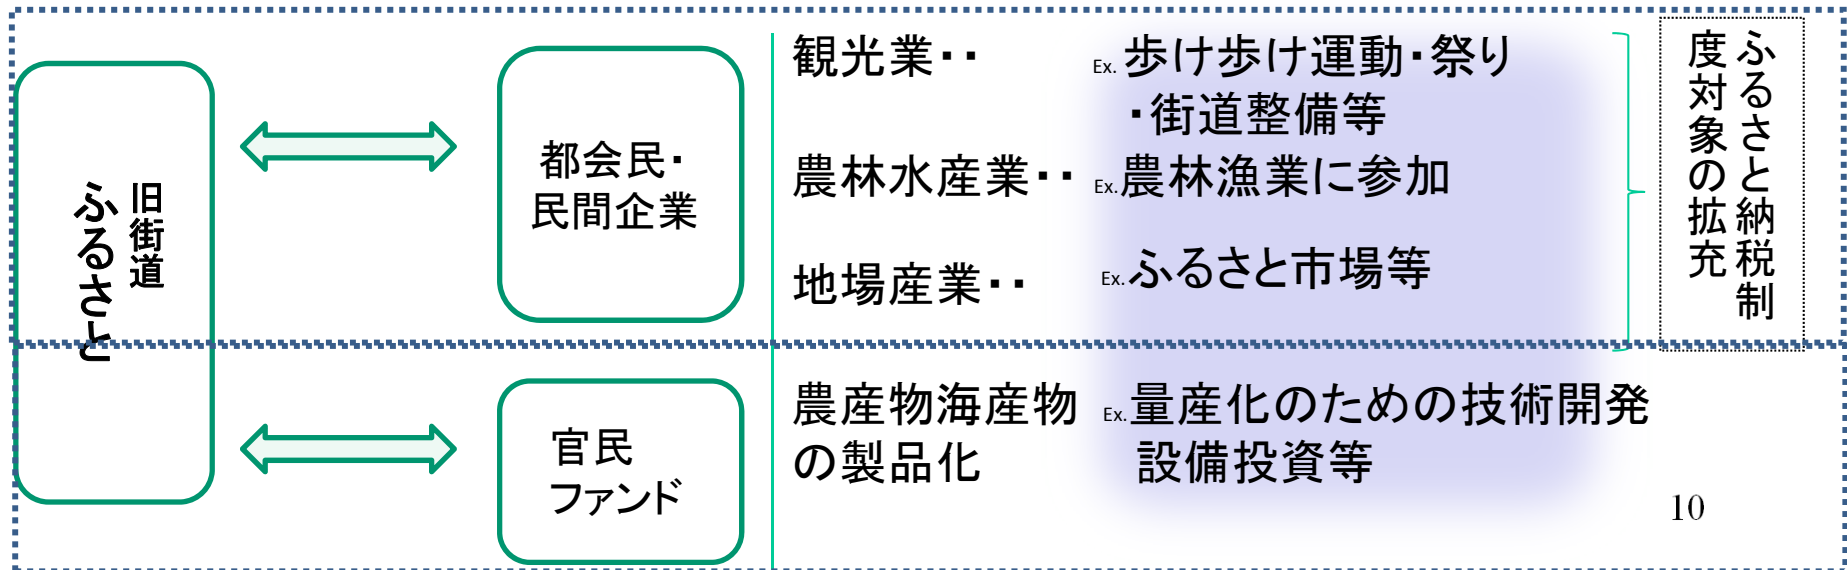 旧街道
ふるさと
都会民・
民間企業
観光業・・ Ex. 歩け歩け運動・祭り
・街道整備等
農林水産業・・ Ex. 農林漁業に参加
地場産業・・ Ex. ふるさと市場等
ふるさと納税制
度対象の拡充
官民
ファンド
農産物海産物 Ex. 量産化のための技術開発
の製品化 設備投資等
10